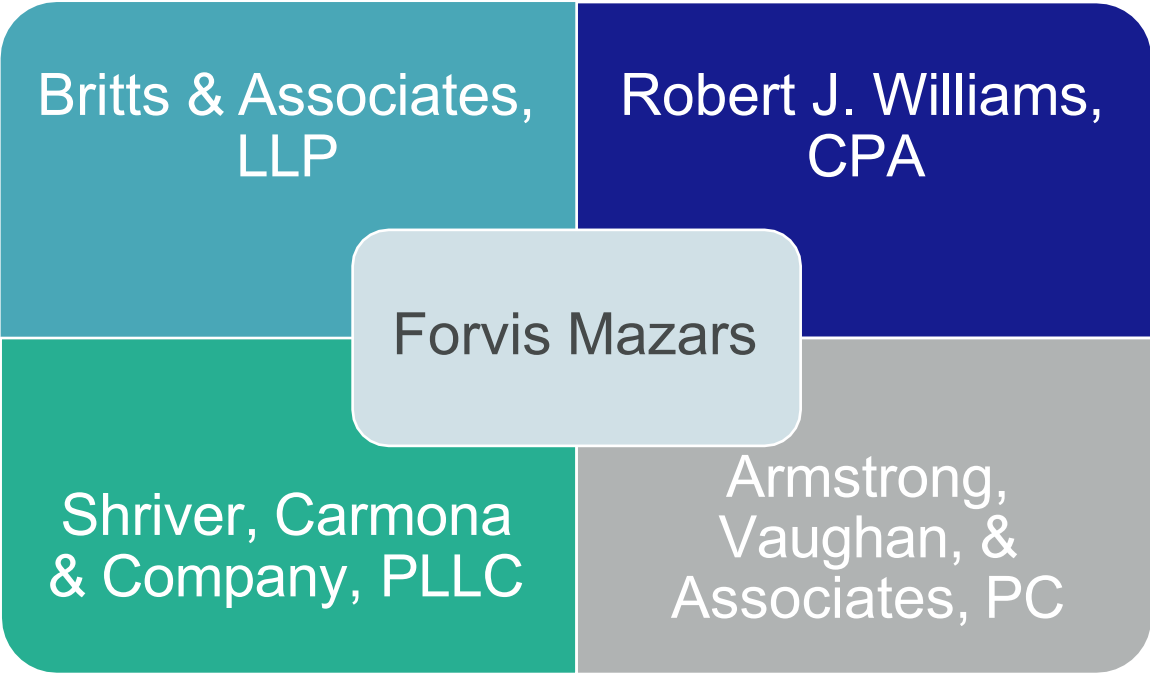 Britts & Associates,
LLP
Robert J. Williams,
CPA
Forvis Mazars
Shriver, Carmona
& Company, PLLC
Armstrong,
Vaughan, &
Associates, PC